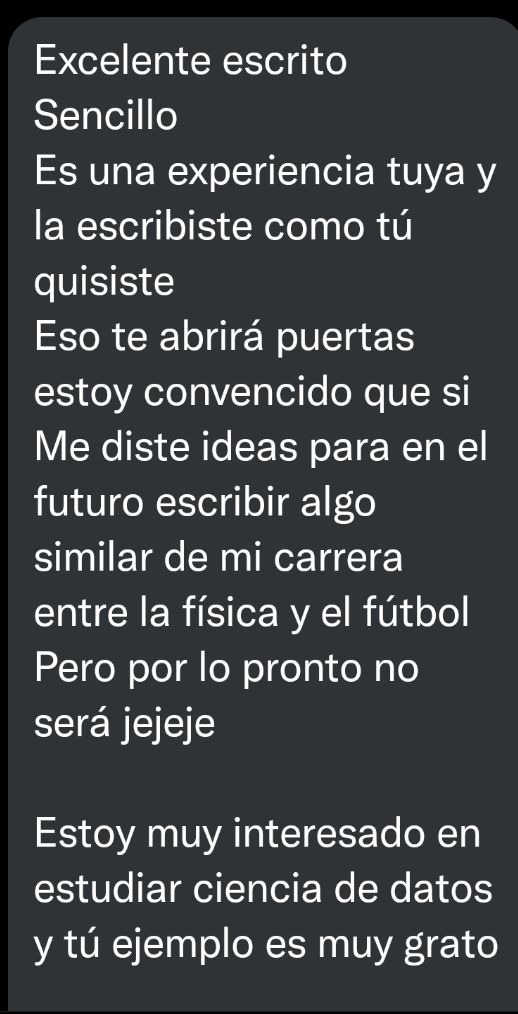 Excelente escrito
Sencillo
Es una experiencia tuya y
la escribiste como tú
quisiste
Eso te abrirá puertas
estoy convencido que si
Me diste ideas para en el
futuro escribir algo
similar de mi carrera
entre la física y el fútbol
Pero por lo pronto no
será jejeje

Estoy muy interesado en
estudiar ciencia de datos
y tú ejemplo es muy grato